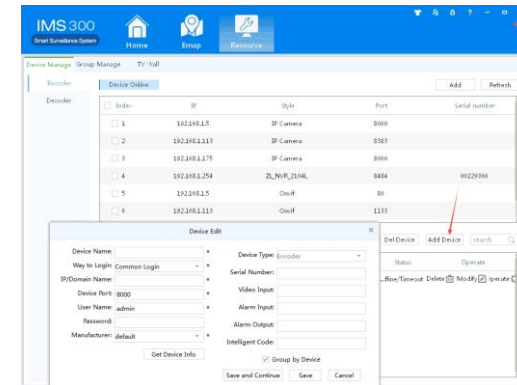 IMS 300
Smart Surveillance System
Home
Emap
Resource
Device Manage Group Manage TV Wall
Encoder
Decoder
Device Online
Add
Refresh
Index IP Style Port Serial number
1 192.168.1.5 IP Camera 8000
2 192.168.1.113 IP Camera 8383
3 192.168.1.175 IP Camera 8000
4 192.168.1.254 ZL_NVR_2104L 8484 00229366
5 192.168.1.5 Onvif 80
6 192.168.1.113 Onvif 1133
Del Device
Add Device
search
Status Operate
ffline/Timeout Delete Modify perate
Device Edit
Device Name: *
Way to Login: Common Login *
IP/Domain Name: *
Device Port: 8000 *
User Name: admin *
Password:
Manufacturer: default *
Get Device Info
Device Type: Encoder
Serial Number:
Video Input:
Alarm Input:
Alarm Output:
Intelligent Code:
Group by Device
Save and Continue
Save
Cancel